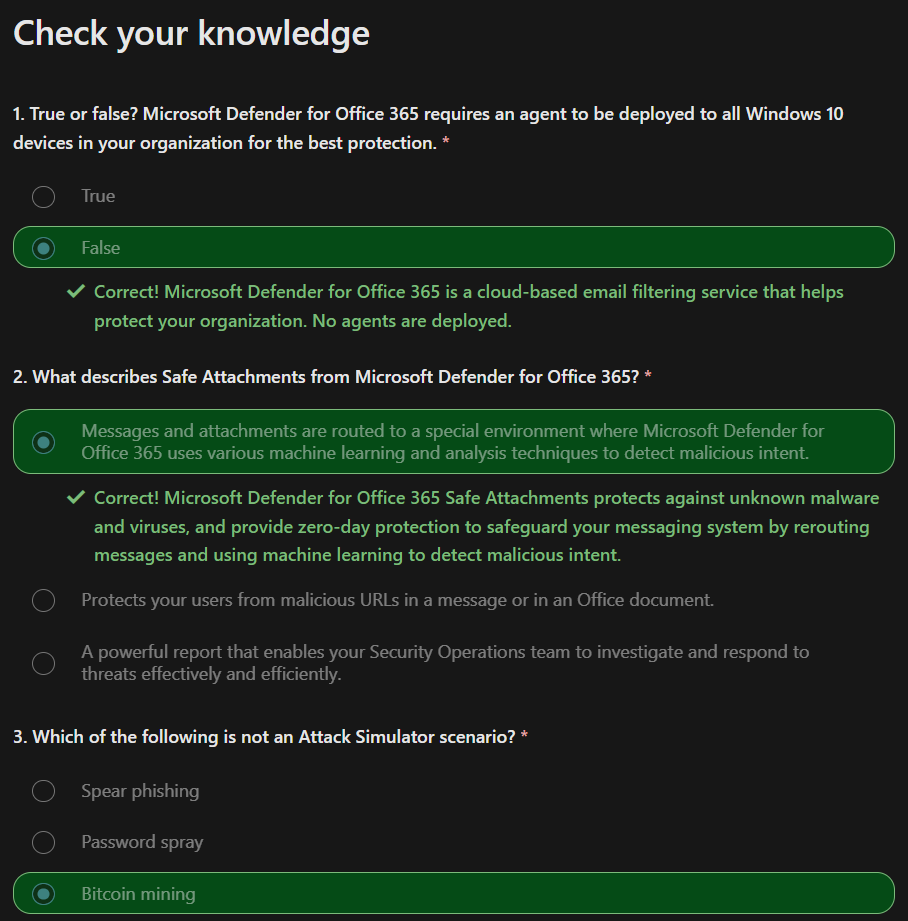 Check your knowledge
1. True or false? Microsoft Defender for Office 365 requires an agent to be deployed to all Windows 10
devices in your organization for the best protection. *
True
False
Correct! Microsoft Defender for Office 365 is a cloud-based email filtering service that helps
protect your organization. No agents are deployed.
2. What describes Safe Attachments from Microsoft Defender for Office 365? *
Messages and attachments are routed to a special environment where Microsoft Defender for
Office 365 uses various machine learning and analysis techniques to detect malicious intent.
Correct! Microsoft Defender for Office 365 Safe Attachments protects against unknown malware
and viruses, and provide zero-day protection to safeguard your messaging system by rerouting
messages and using machine learning to detect malicious intent.
Protects your users from malicious URLs in a message or in an Office document.
A powerful report that enables your Security Operations team to investigate and respond to
threats effectively and efficiently.
3. Which of the following is not an Attack Simulator scenario? *
Spear phishing
Password spray
Bitcoin mining